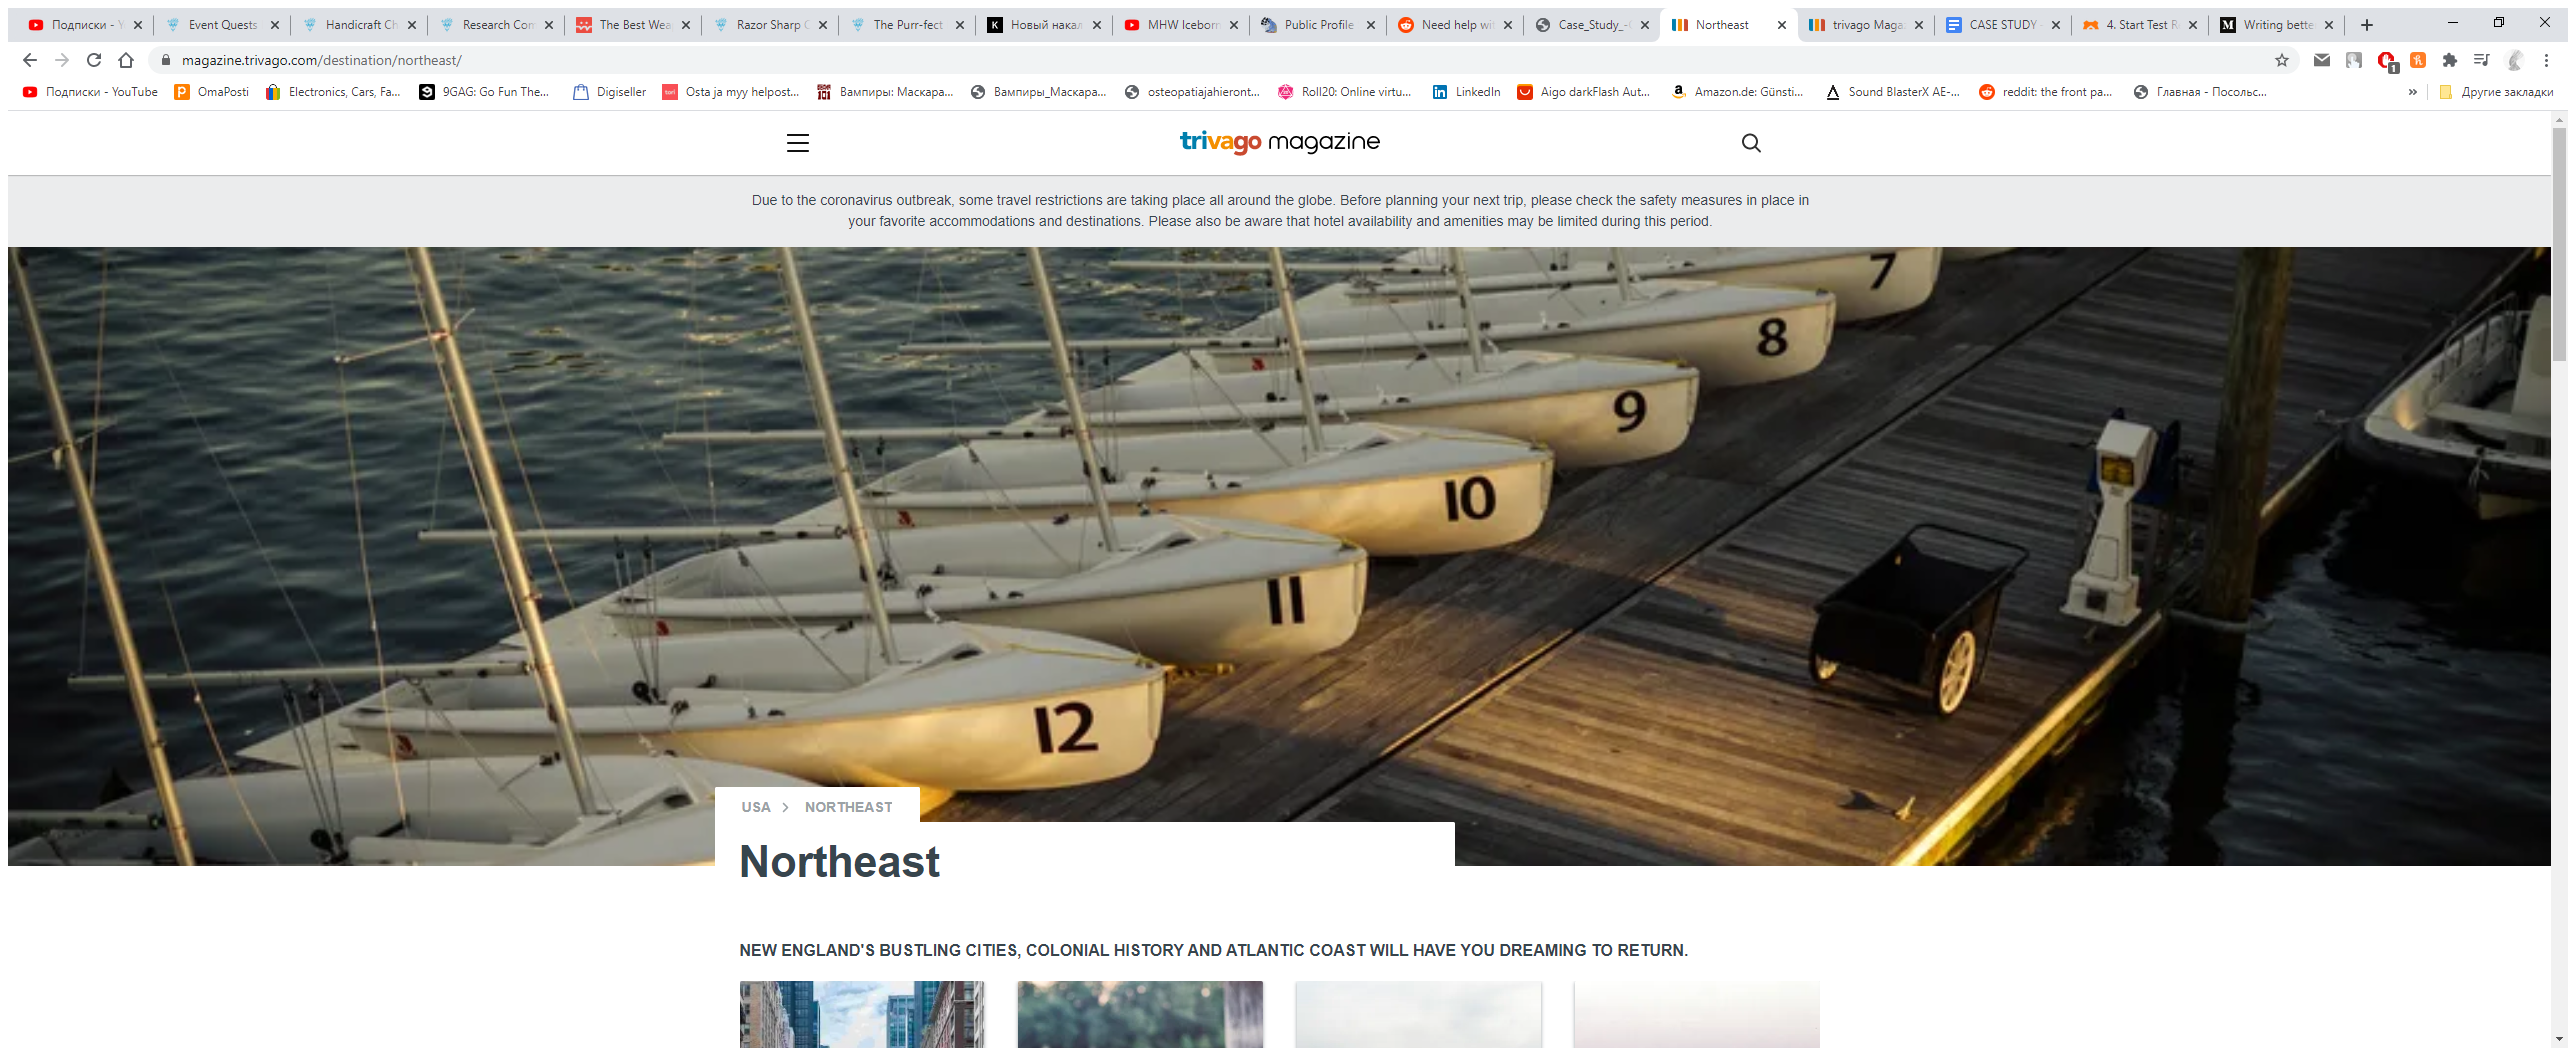 Подписки - Y
Event Quests
Handicraft Ch
Research Com
The Best Wea
Razor Sharp
The Purr-fect
Новый накал
MHW Iceborn
Public Profile
Need help wit
Case_Study_-
Northeast
trivago Magaz
CASE STUDY -
4. Start Test R
Writing bette
magazine.trivago.com/destination/northeast/
1
Подписки - YouTube
OmaPosti
Electronics, Cars, Fa...
9GAG: Go Fun The...
Digiseller
Osta ja myy helpost...
Вампиры: Маскара...
Вампиры_Маскара...
osteopatiajahieront...
Roll20: Online virtu...
LinkedIn
Aigo darkFlash Aut...
Amazon.de: Günsti...
Sound BlasterX AE-...
reddit: the front pa...
Главная - Посольс...
»
Другие закладки
trivago magazine
Due to the coronavirus outbreak, some travel restrictions are taking place all around the globe. Before planning your next trip, please check the safety measures in place in
your favorite accommodations and destinations. Please also be aware that hotel availability and amenities may be limited during this period.
7
8
9
10
11
12
USA > NORTHEAST
Northeast
NEW ENGLAND'S BUSTLING CITIES, COLONIAL HISTORY AND ATLANTIC COAST WILL HAVE YOU DREAMING TO RETURN.